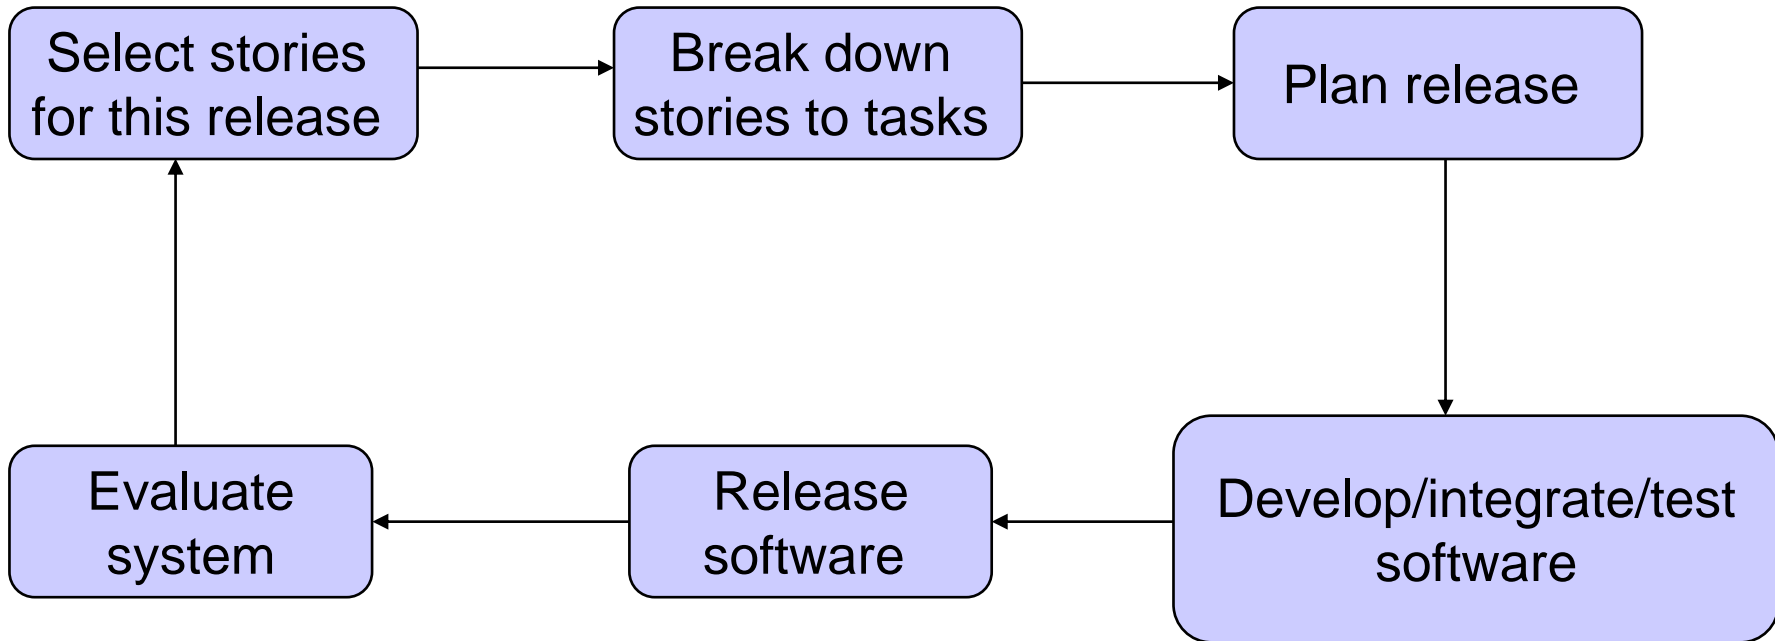 Select stories
for this release
Break down
stories to tasks
Plan release
Evaluate
system
Release
software
Develop/integrate/test
software